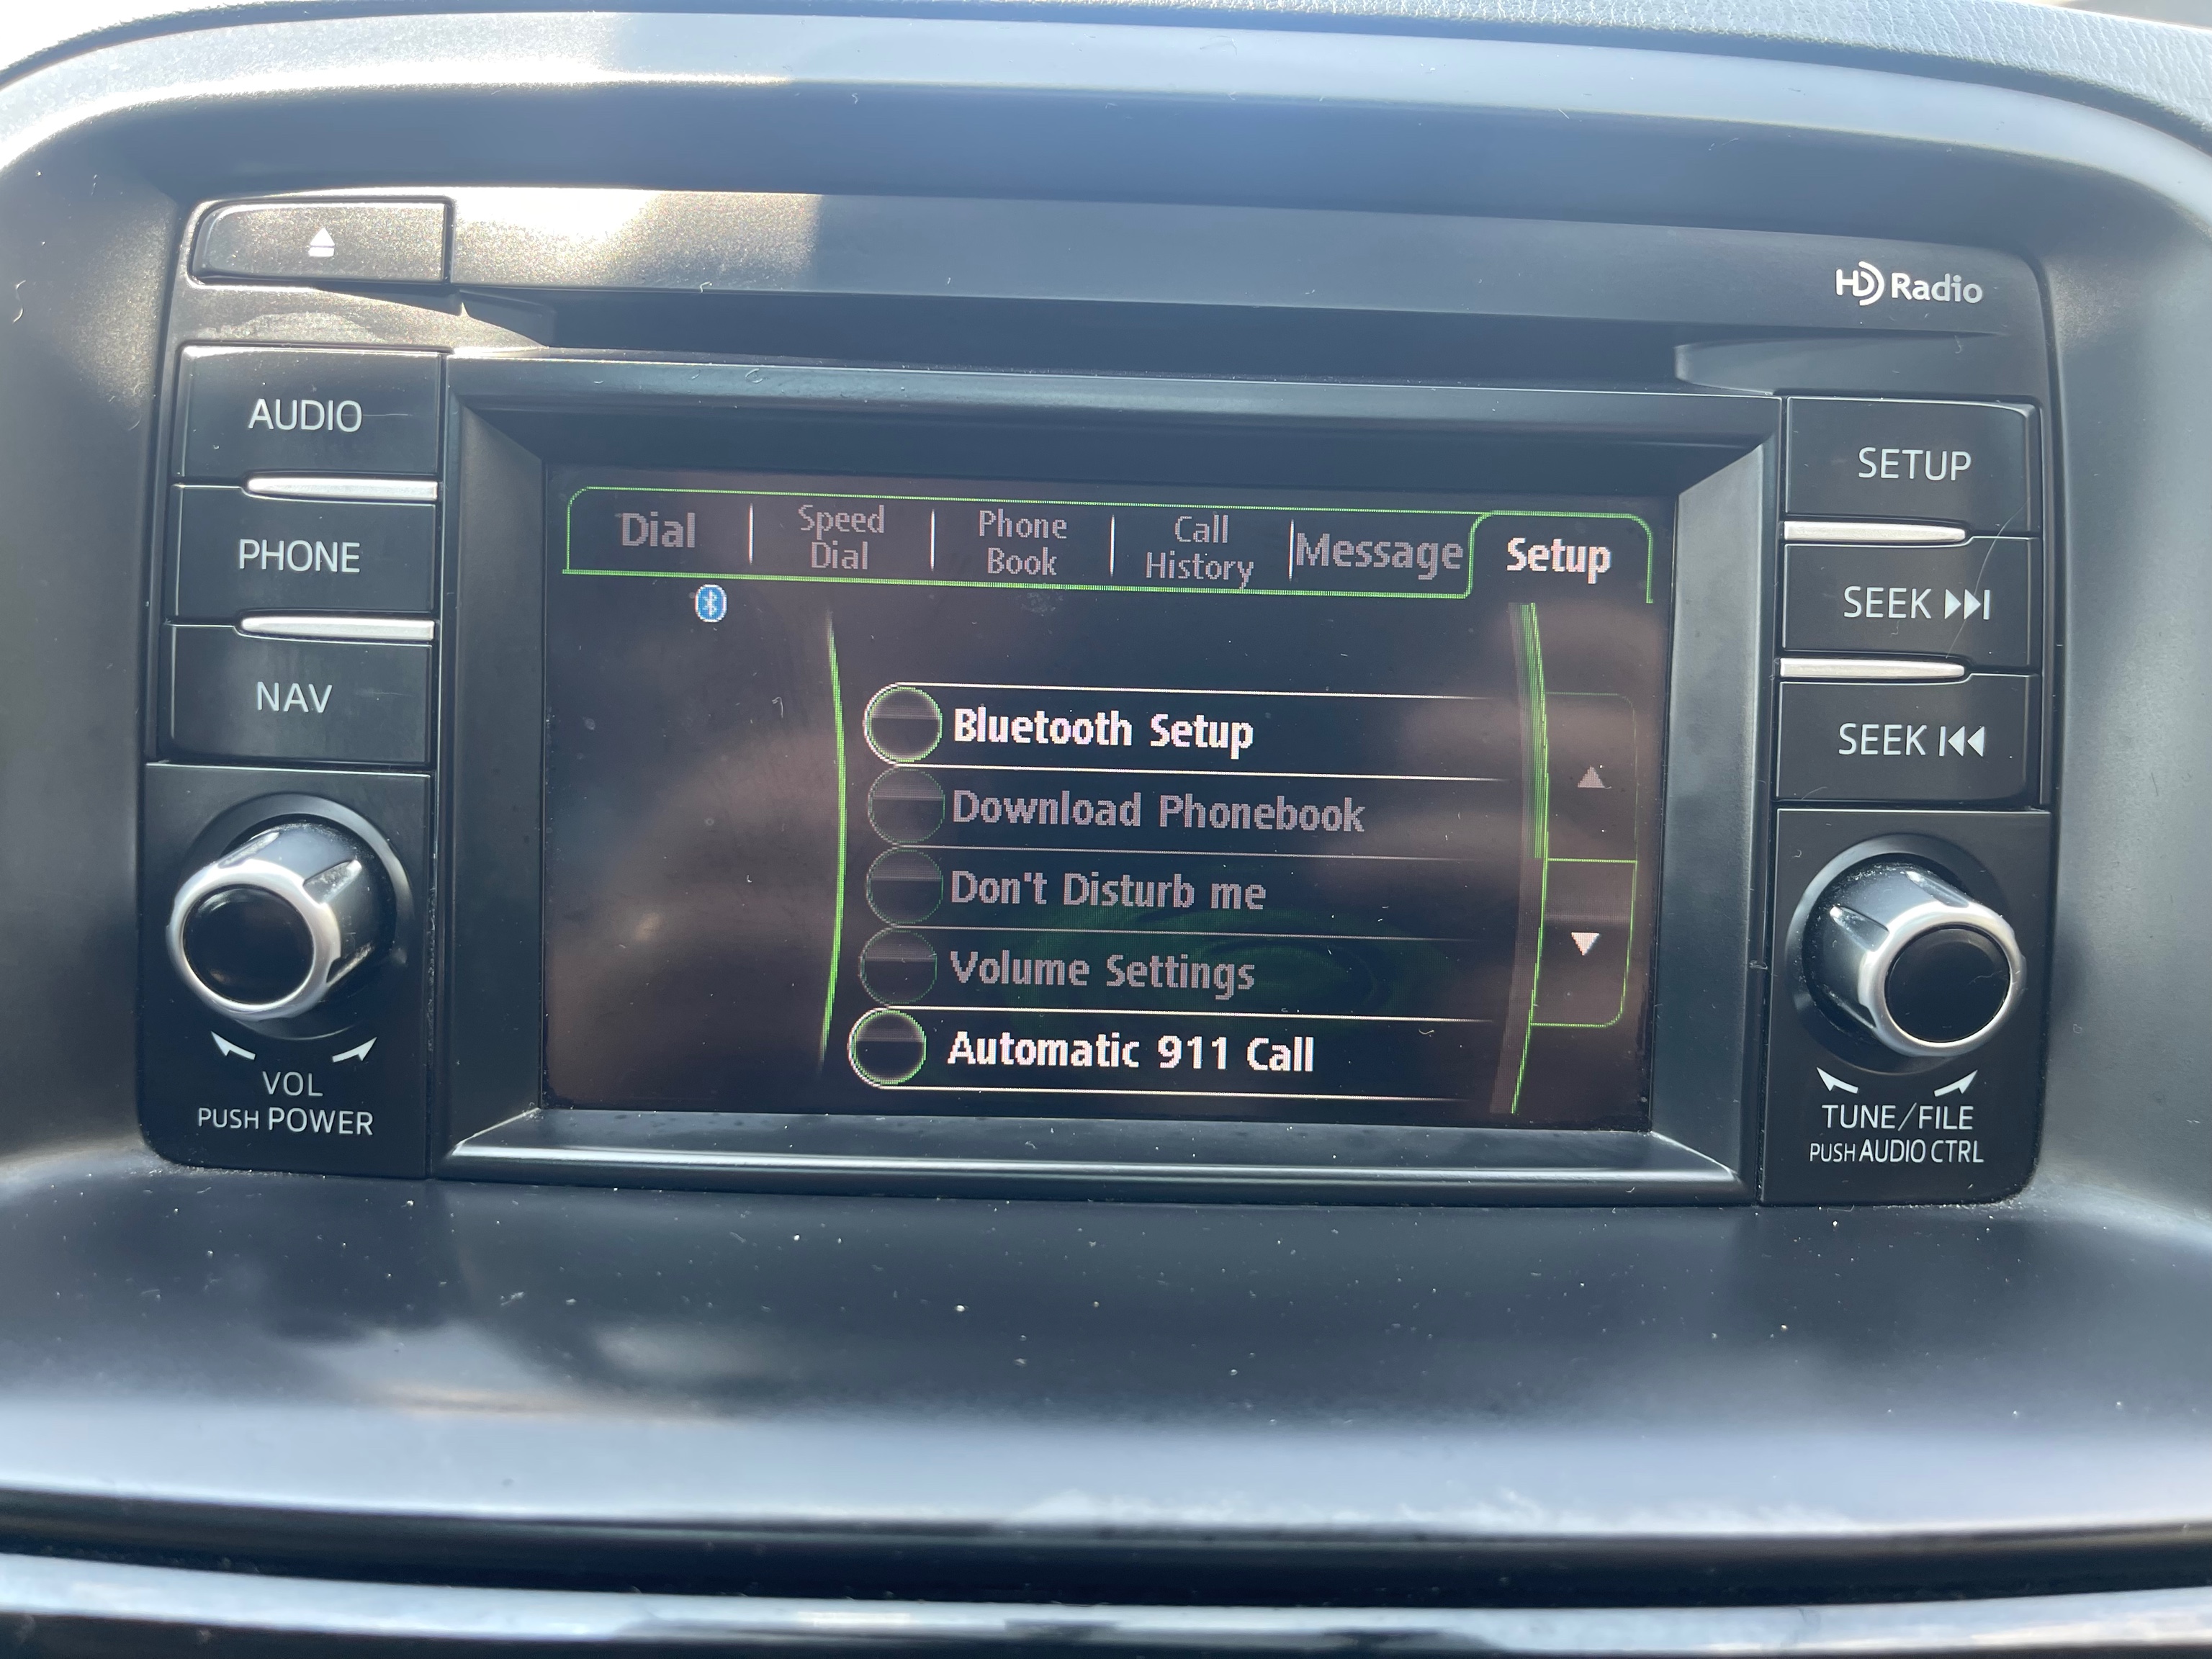 HD Radio
AUDIO
PHONE
NAV
VOL
PUSH POWER
Dial
Speed
Dial
Phone
Book
Call
History
Message
Setup
Bluetooth Setup
Download Phonebook
Don't Disturb me
Volume Settings
Automatic 911 Call
SETUP
SEEK
SEEK
TUNE/FILE
PUSH AUDIO CTRL